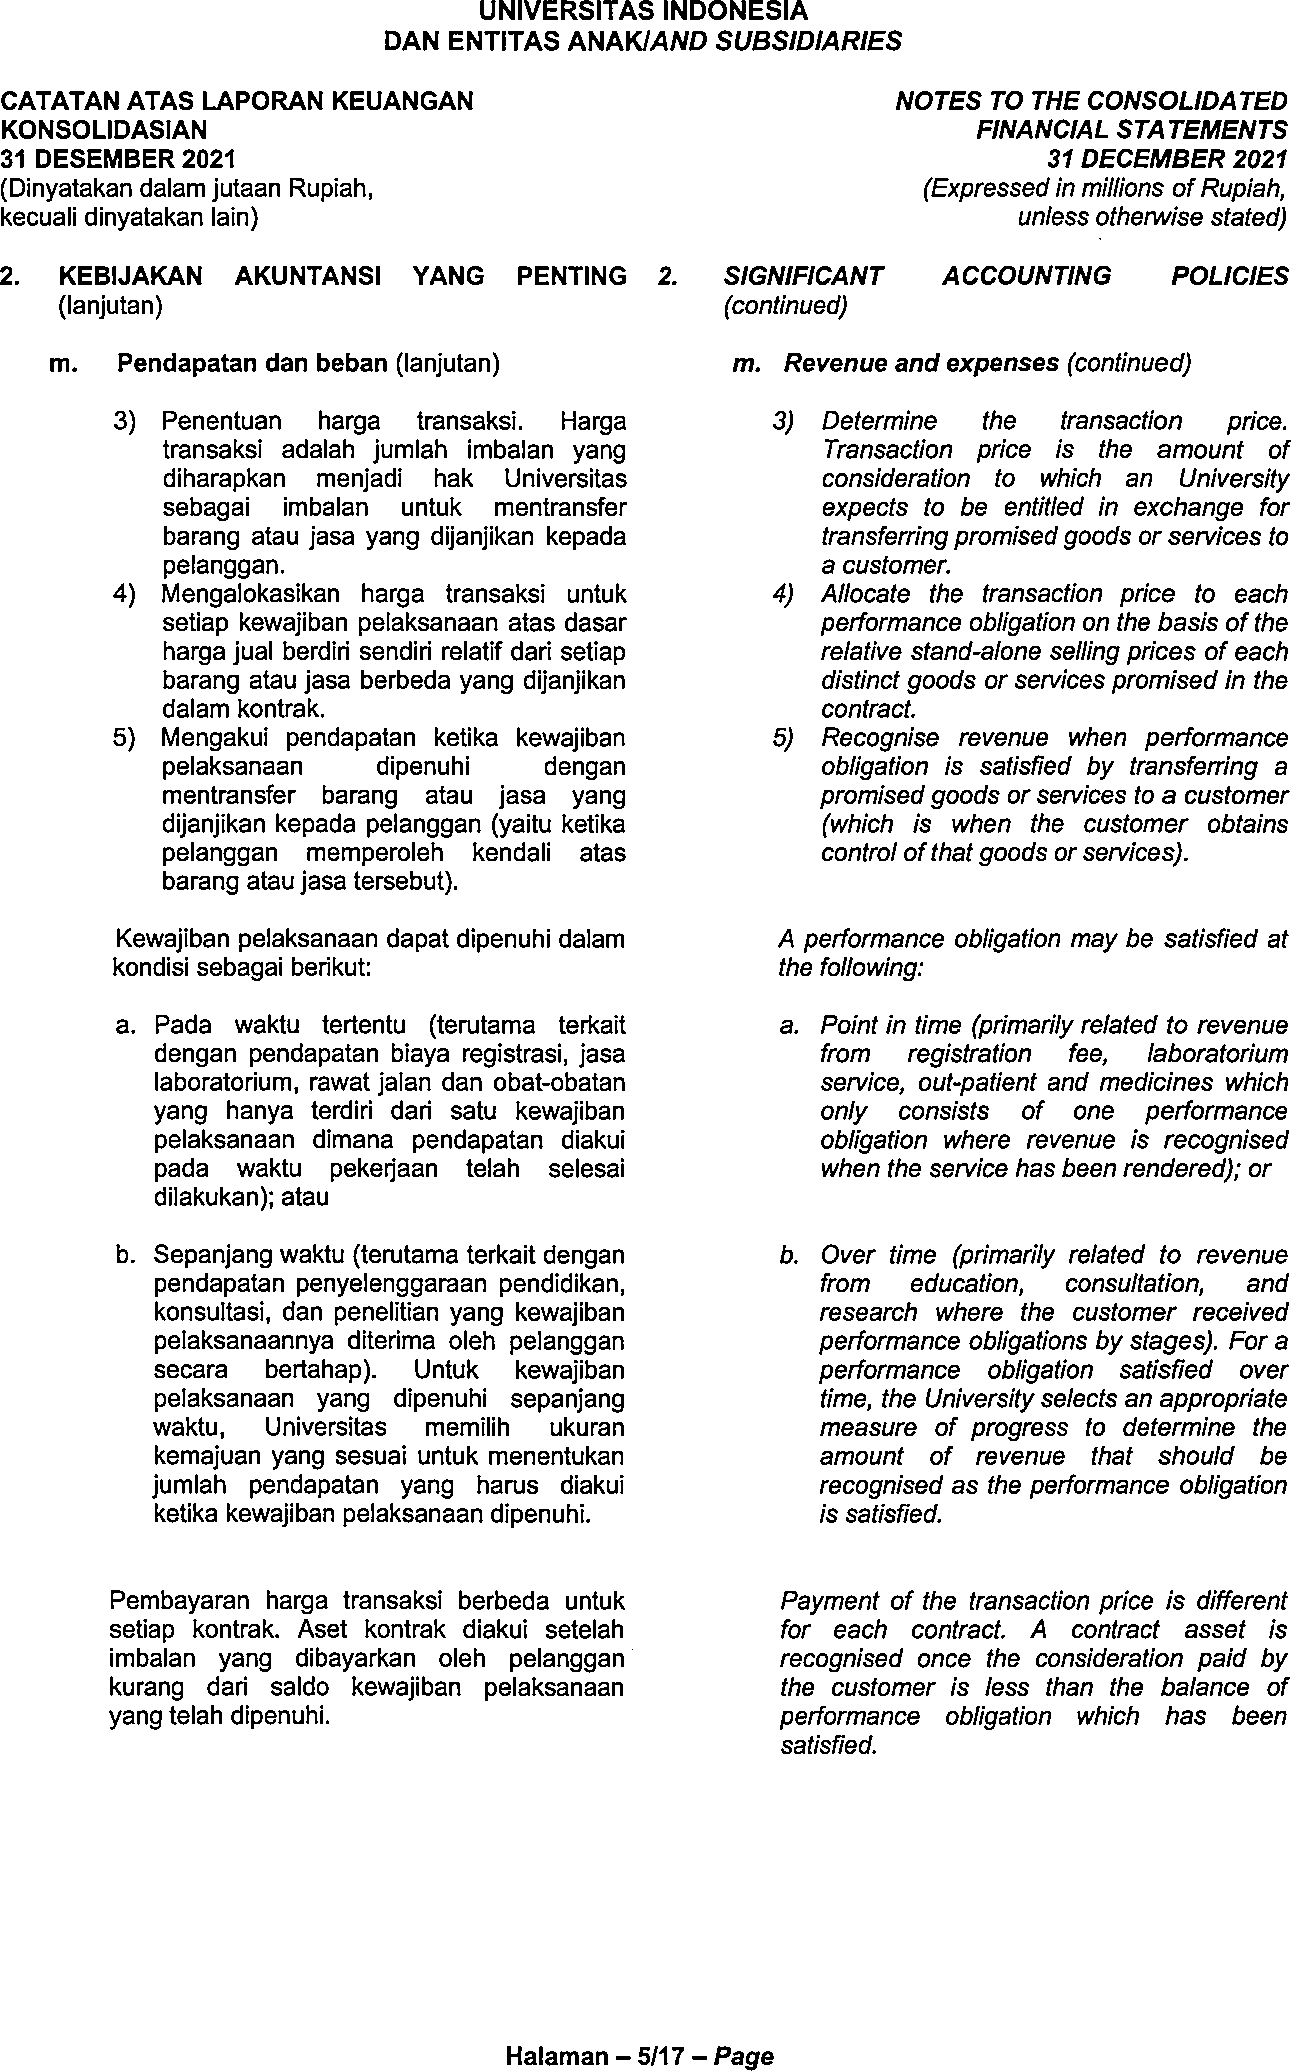 UNIVERSITAS INDONESIA
DAN ENTITAS ANAK/AND SUBSIDIARIES
CATATAN ATAS LAPORAN KEUANGAN
KONSOLIDASIAN
31 DESEMBER 2021
(Dinyatakan dalam jutaan Rupiah,
kecuali dinyatakan lain)
NOTES TO THE CONSOLIDATED
FINANCIAL STATEMENTS
31 DECEMBER 2021
(Expressed in millions of Rupiah,
unless otherwise stated)
2. KEBIJAKAN AKUNTANSI YANG PENTING
(lanjutan)
m. Pendapatan dan beban (lanjutan)
3) Penentuan harga transaksi. Harga
transaksi adalah jumlah imbalan yang
diharapkan menjadi hak Universitas
sebagai imbalan untuk mentransfer
barang atau jasa yang dijanjikan kepada
pelanggan.
4) Mengalokasikan harga transaksi untuk
setiap kewajiban pelaksanaan atas dasar
harga jual berdiri sendiri relatif dari setiap
barang atau jasa berbeda yang dijanjikan
dalam kontrak.
5) Mengakui pendapatan ketika kewajiban
pelaksanaan dipenuhi dengan
mentransfer barang atau jasa yang
dijanjikan kepada pelanggan (yaitu ketika
pelanggan memperoleh kendali atas
barang atau jasa tersebut).
Kewajiban pelaksanaan dapat dipenuhi dalam
kondisi sebagai berikut:
a. Pada waktu tertentu (terutama terkait
dengan pendapatan biaya registrasi, jasa
laboratorium, rawat jalan dan obat-obatan
yang hanya terdiri dari satu kewajiban
pelaksanaan dimana pendapatan diakui
pada waktu pekerjaan telah selesai
dilakukan); atau
b. Sepanjang waktu (terutama terkait dengan
pendapatan penyelenggaraan pendidikan,
konsultasi, dan penelitian yang kewajiban
pelaksanaannya diterima oleh pelanggan
secara bertahap). Untuk kewajiban
pelaksanaan yang dipenuhi sepanjang
waktu, Universitas memilih ukuran
kemajuan yang sesuai untuk menentukan
jumlah pendapatan yang harus diakui
ketika kewajiban pelaksanaan dipenuhi.
Pembayaran harga transaksi berbeda untuk
setiap kontrak. Aset kontrak diakui setelah
imbalan yang dibayarkan oleh pelanggan
kurang dari saldo kewajiban pelaksanaan
yang telah dipenuhi.
2. SIGNIFICANT ACCOUNTING POLICIES
(continued)
m. Revenue and expenses (continued)
3) Determine the transaction price.
Transaction price is the amount of
consideration to which an University
expects to be entitled in exchange for
transferring promised goods or services to
a customer.
4) Allocate the transaction price to each
performance obligation on the basis of the
relative stand-alone selling prices of each
distinct goods or services promised in the
contract.
5) Recognise revenue when performance
obligation is satisfied by transferring a
promised goods or services to a customer
(which is when the customer obtains
control of that goods or services).
A performance obligation may be satisfied at
the following:
a. Point in time (primarily related to revenue
from registration fee, laboratorium
service, out-patient and medicines which
only consists of one performance
obligation where revenue is recognised
when the service has been rendered); or
b. Over time (primarily related to revenue
from education, consultation, and
research where the customer received
performance obligations by stages). For a
performance obligation satisfied over
time, the University selects an appropriate
measure of progress to determine the
amount of revenue that should be
recognised as the performance obligation
is satisfied.
Payment of the transaction price is different
for each contract. A contract asset is
recognised once the consideration paid by
the customer is less than the balance of
performance obligation which has been
satisfied.
Halaman – 5/17 – Page